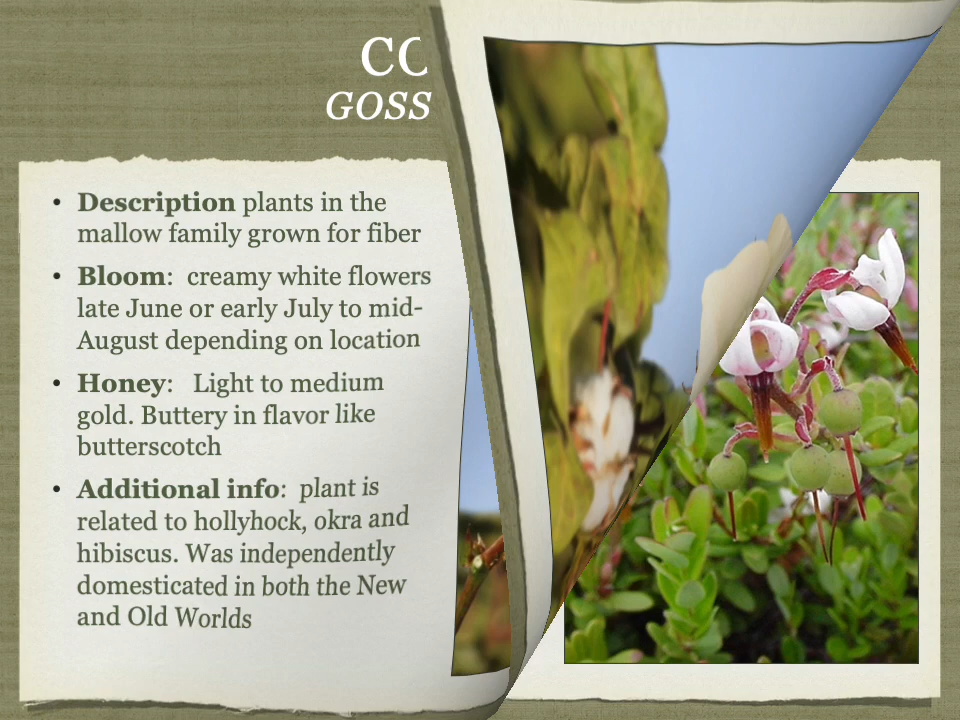 CO
GOSS
• Description plants in the
mallow family grown for fiber
• Bloom:  creamy white flowers
late June or early July to mid-
August depending on location
• Honey:   Light to medium
gold. Buttery in flavor like
butterscotch
• Additional info:  plant is
related to hollyhock, okra and
hibiscus. Was independently
domesticated in both the New
and Old Worlds